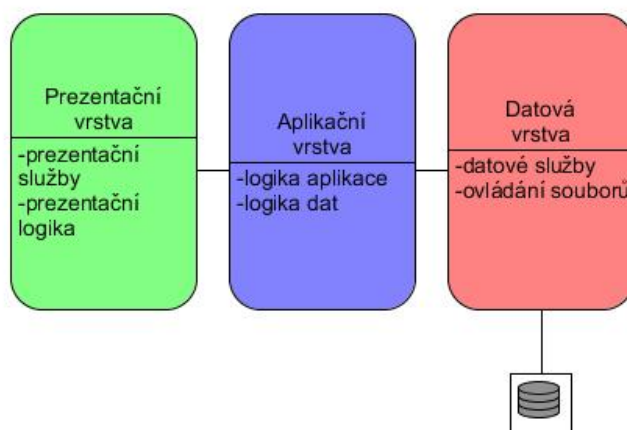 Prezentační
vrstva
-prezentační
služby
-prezentační
logika
Aplikační
vrstva
-logika aplikace
-logika dat
Datová
vrstva
-datové služby
-ovládání souborů